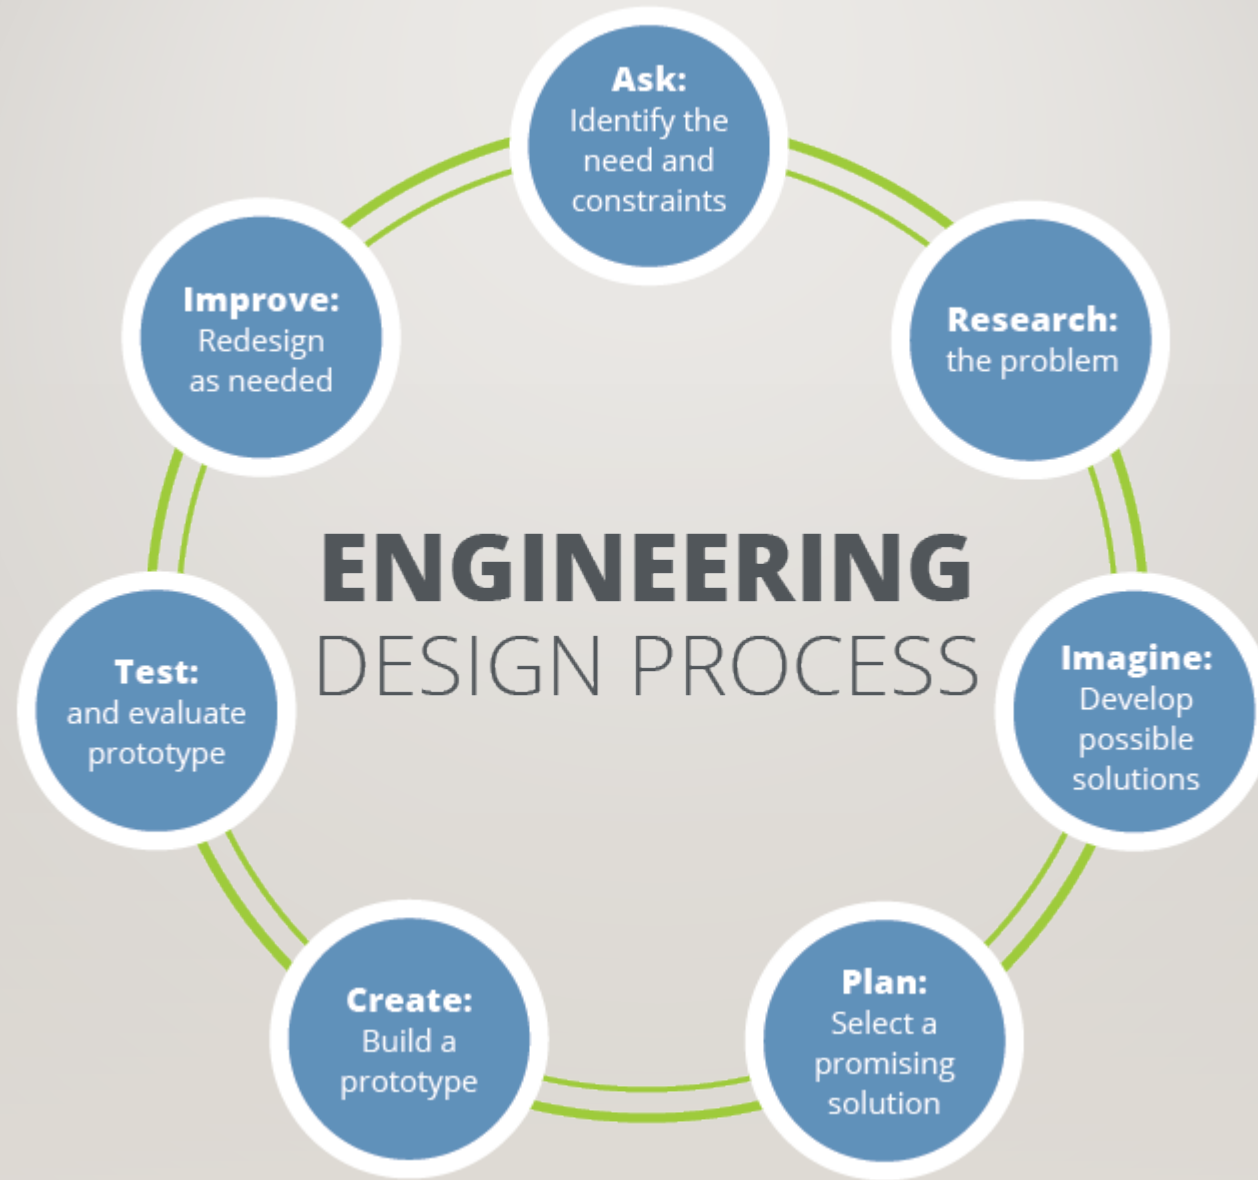 Ask:
Identify the
need and
constraints
Research:
the problem
Imagine:
Develop
possible
solutions
Plan:
Select a
promising
solution
Create:
Build a
prototype
Test:
and evaluate
prototype
Improve:
Redesign
as needed
ENGINEERING
DESIGN PROCESS